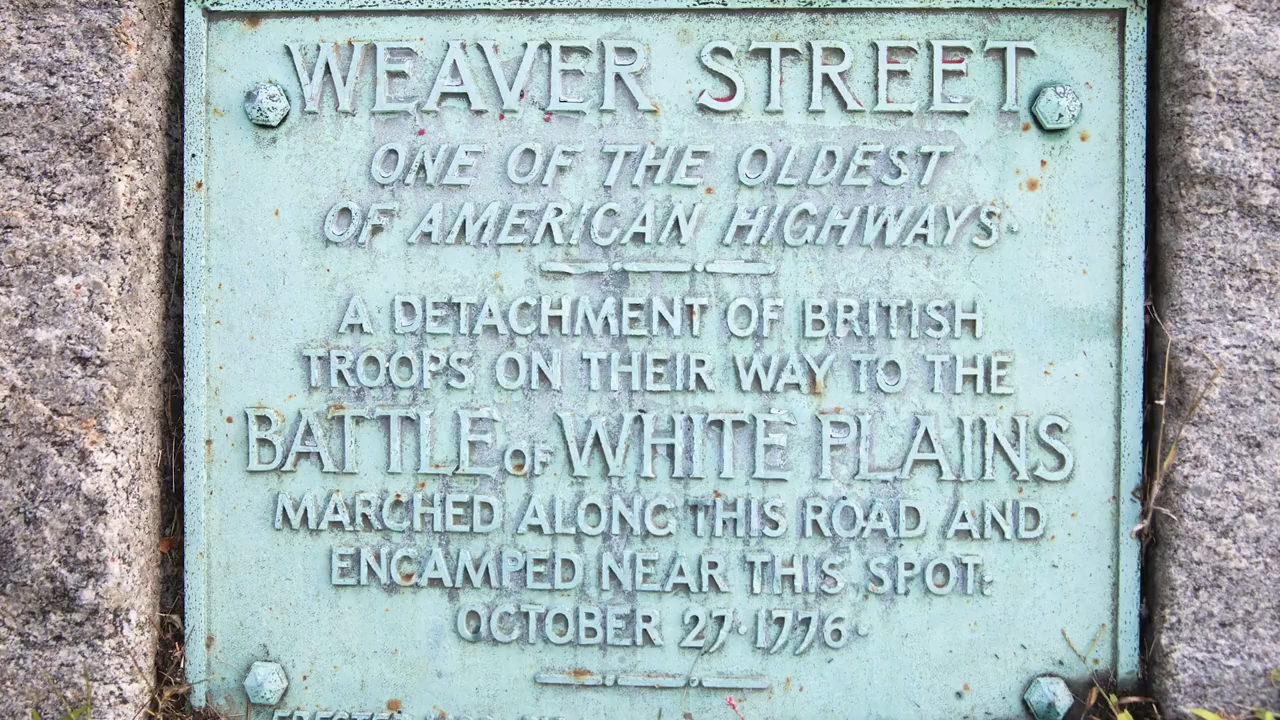 WEAVER STREET
ONE OF THE OLDEST
OF AMERICAN HIGHWAYS·
A DETACHMENT OF BRITISH
TROOPS ON THEIR WAY TO THE
BATTLE OF WHITE PLAINS
MARCHED ALONG THIS ROAD AND
ENCAMPED NEAR THIS SPOT·
OCTOBER 27·1776·